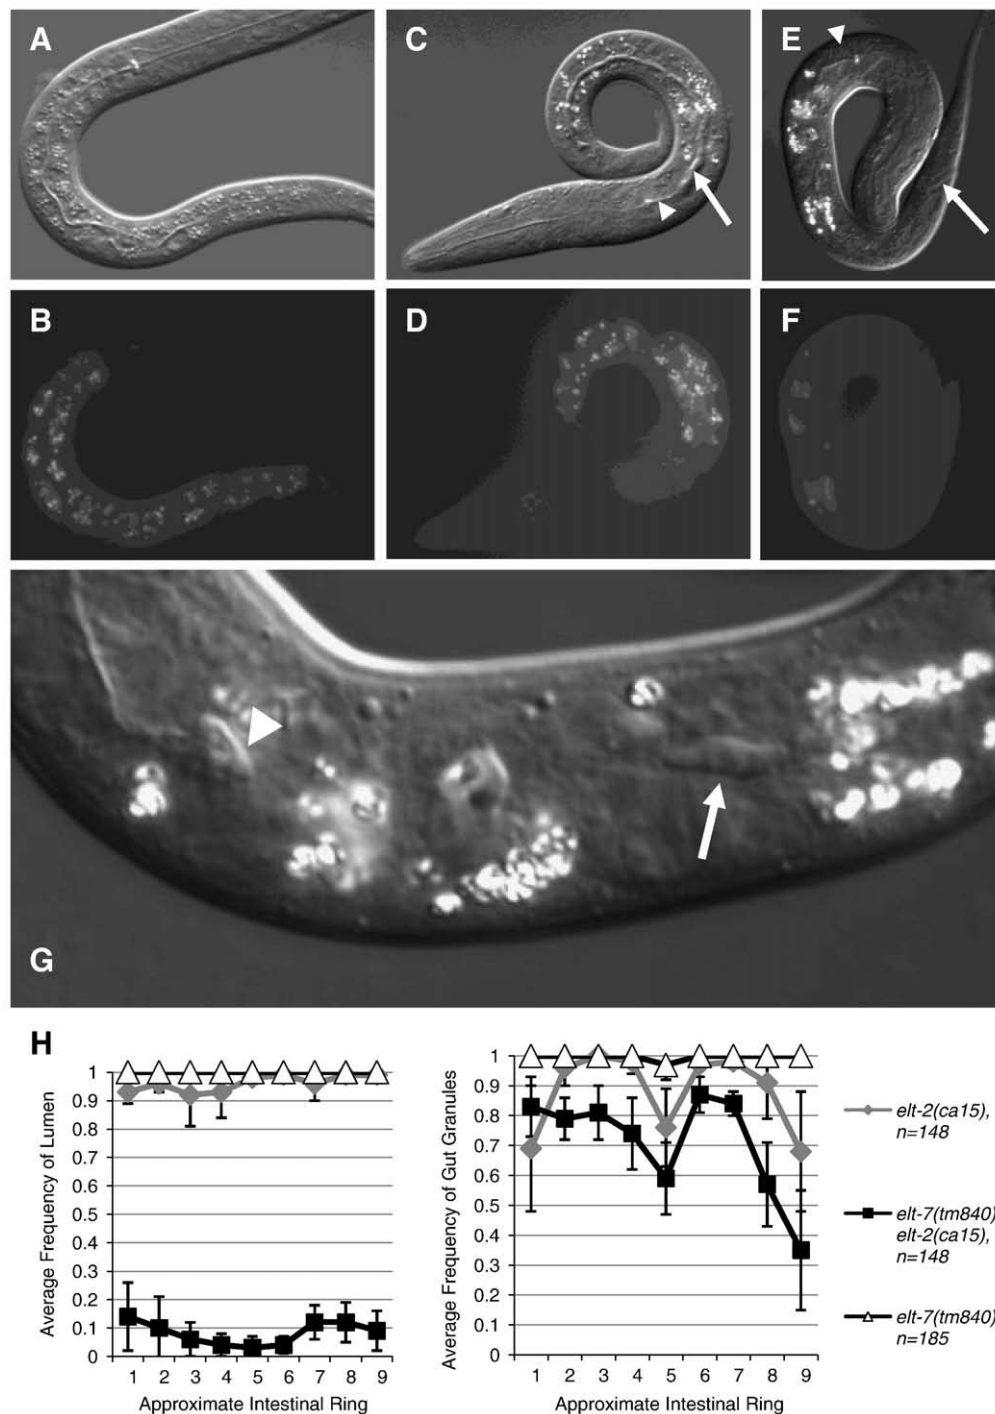 A
C
E
B
D
F
G
H
Average Frequency of Lumen
1
0.9
0.8
0.7
0.6
0.5
0.4
0.3
0.2
0.1
0
1 2 3 4 5 6 7 8 9
Approximate Intestinal Ring
Average Frequency of Gut Granules
1
0.9
0.8
0.7
0.6
0.5
0.4
0.3
0.2
0.1
0
1 2 3 4 5 6 7 8 9
Approximate Intestinal Ring
elt-2(ca15),
n=148
elt-7(tm840)
elt-2(ca15),
n=148
elt-7(tm840)
n=185